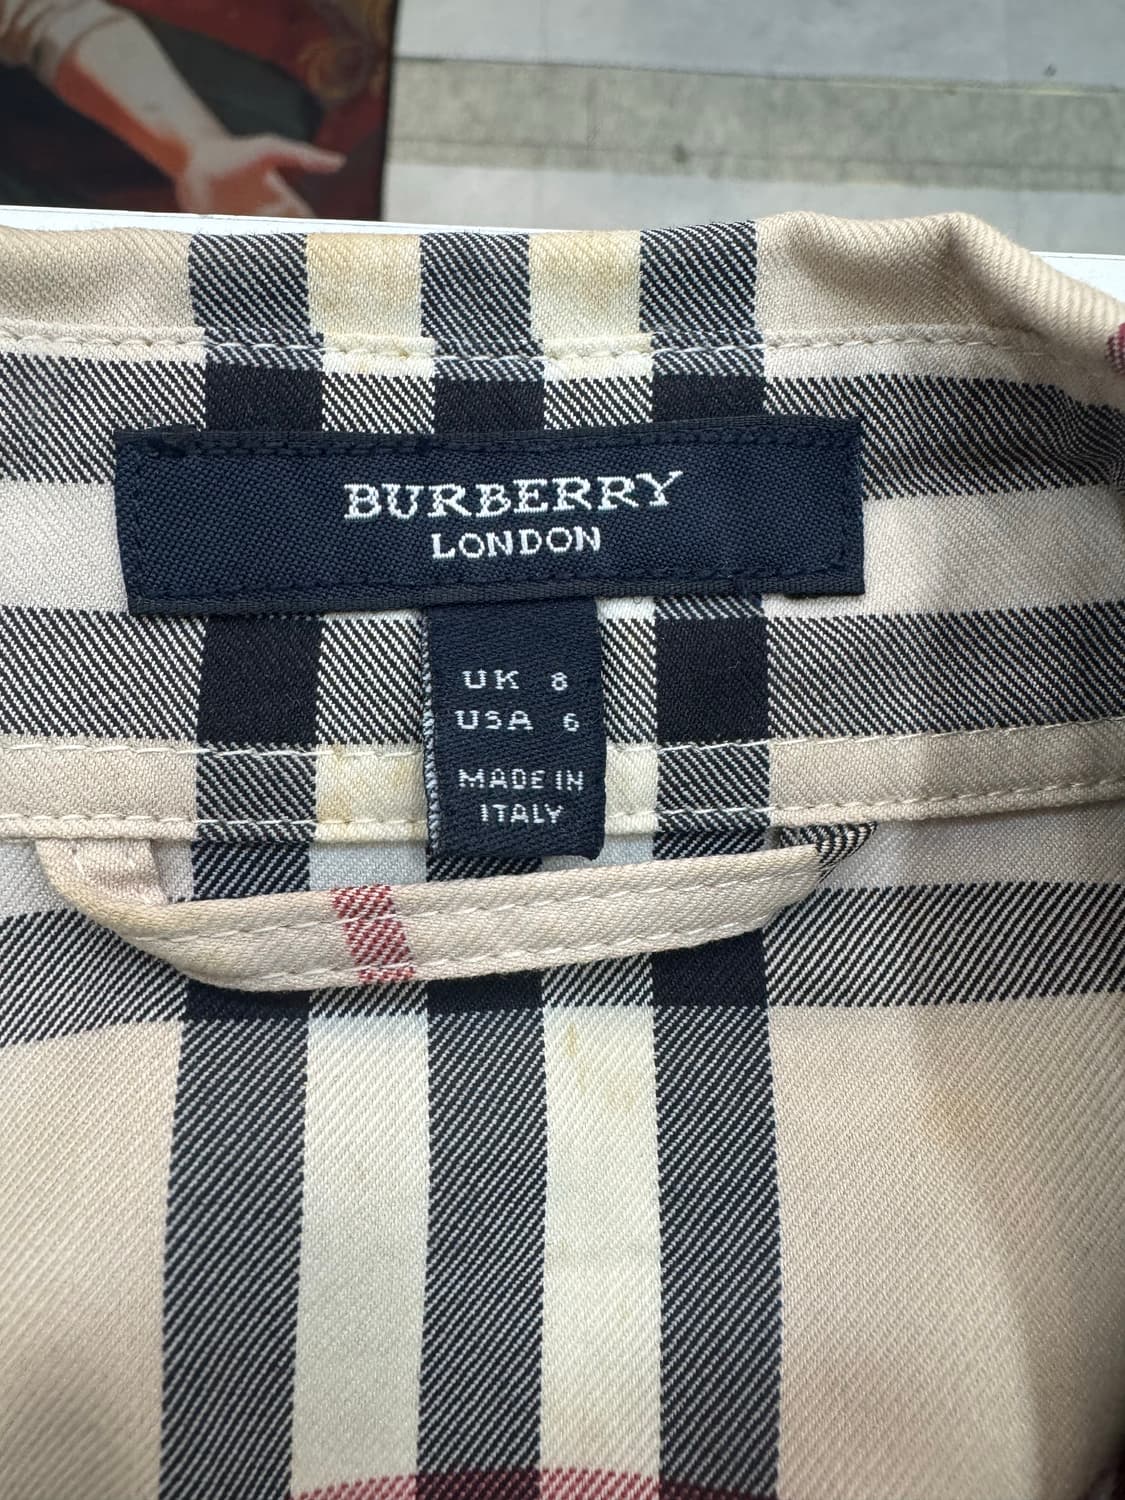 BURBERRY
LONDON
UK 8
USA 6
MADE IN
ITALY